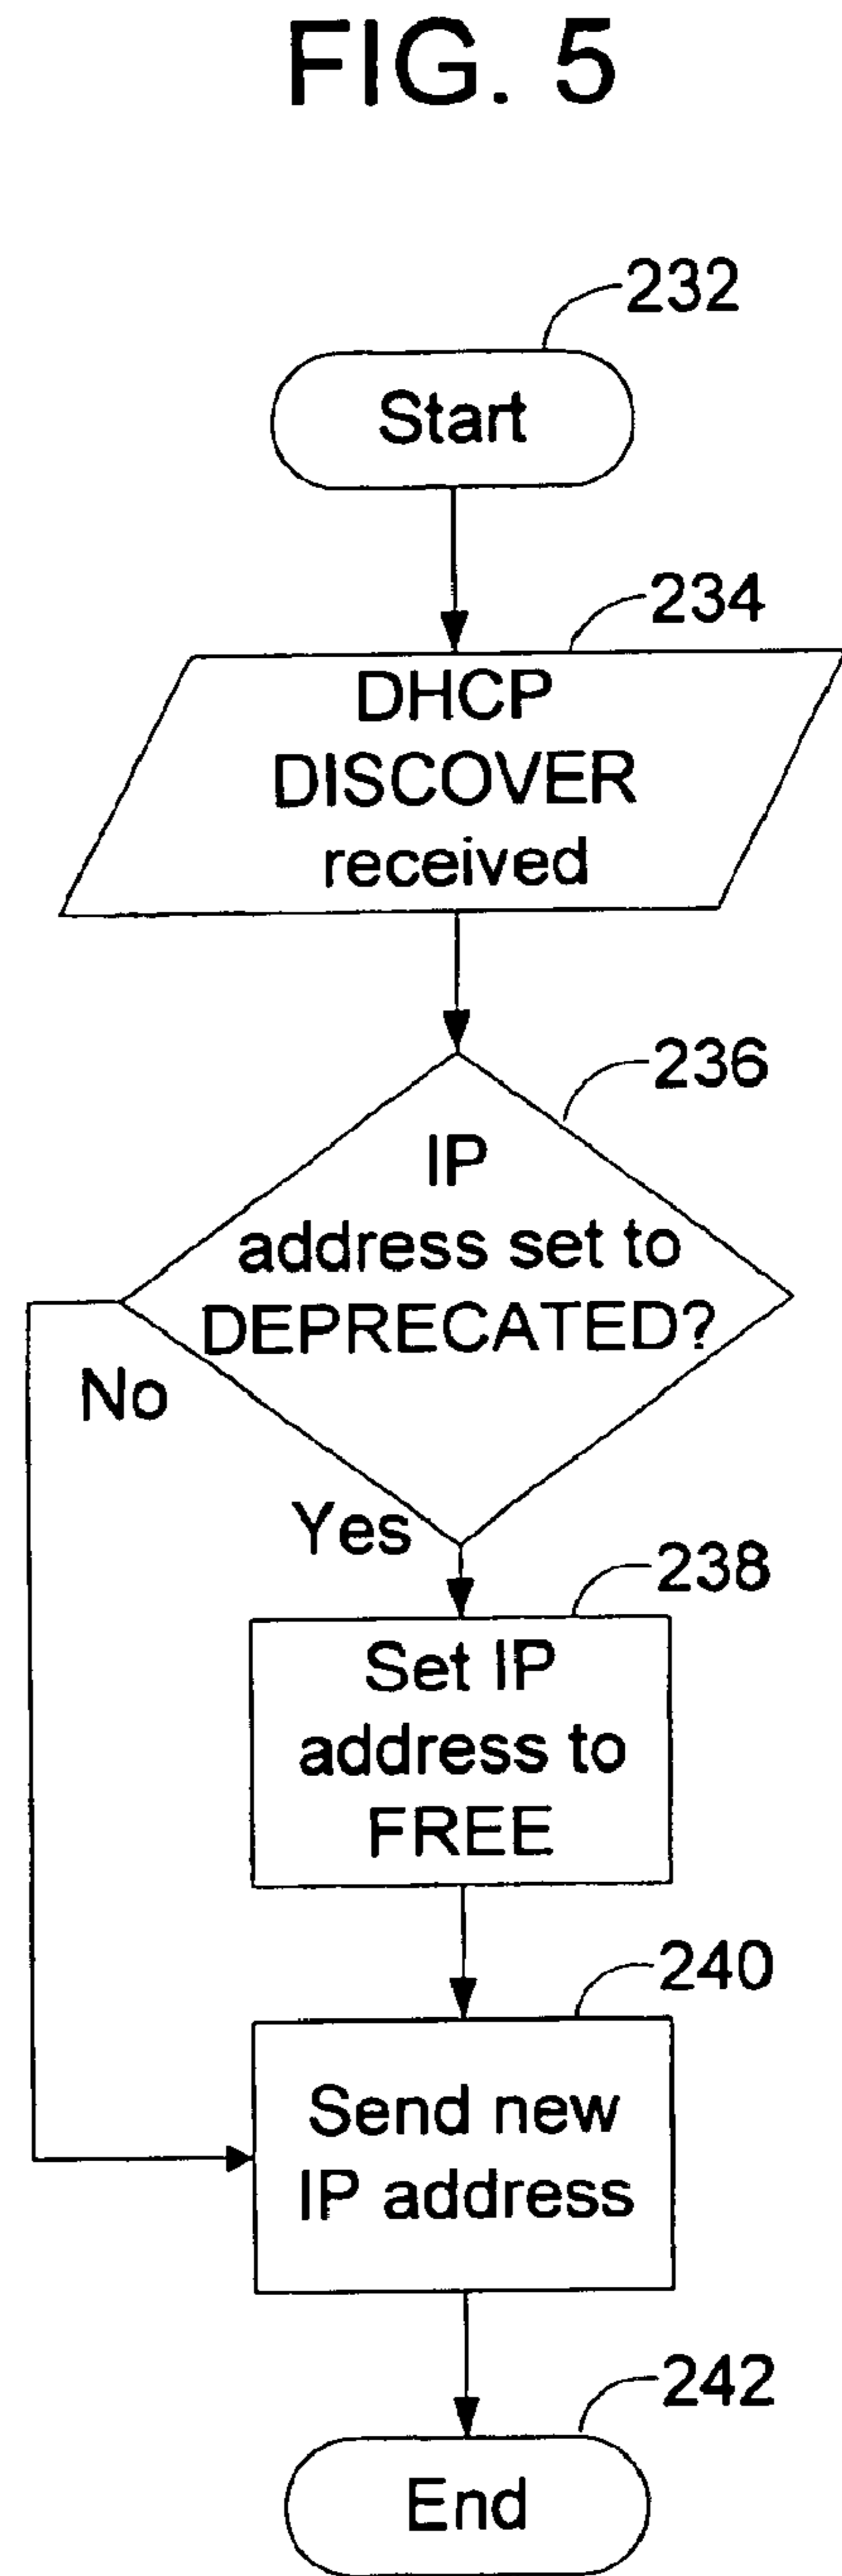 FIG. 5
232
Start
234
DHCP
DISCOVER
received
236
IP
address set to
DEPRECATED?
No
Yes
238
Set IP
address to
FREE
240
Send new
IP address
242
End